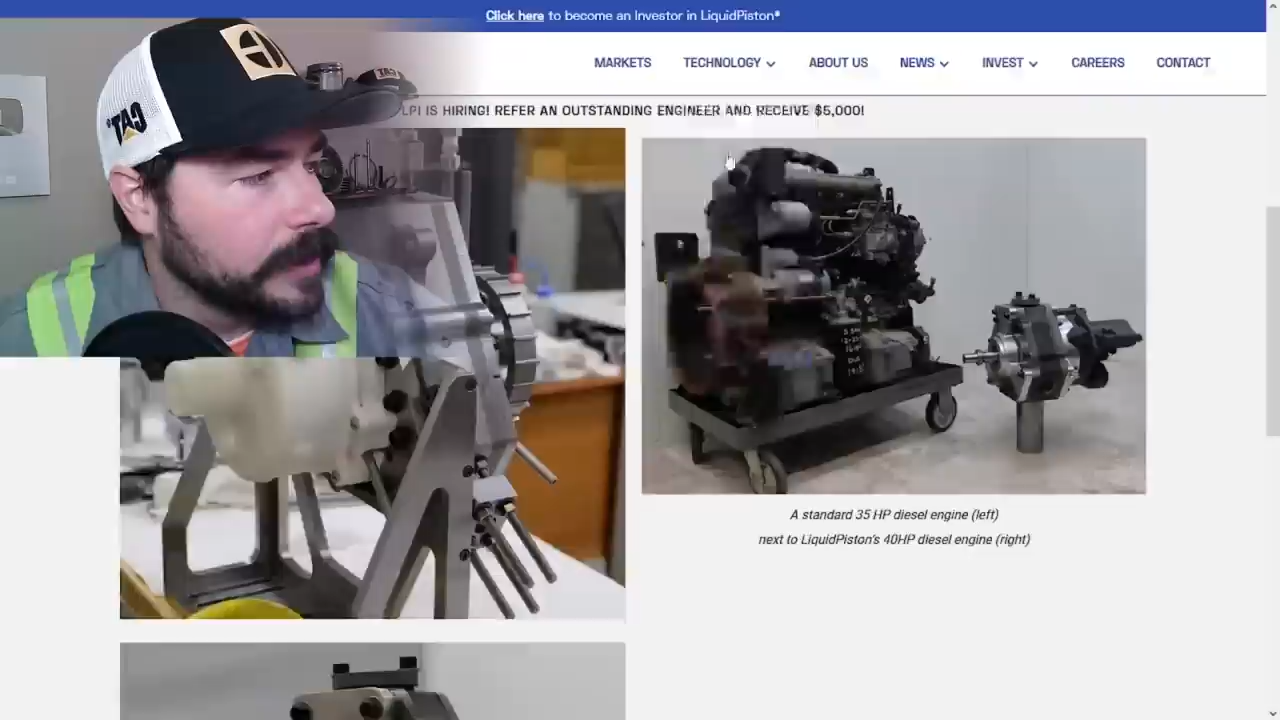 Click here to become an Investor in LiquidPiston®
MARKETS TECHNOLOGY ABOUT US NEWS INVEST CAREERS CONTACT
LPI IS HIRING! REFER AN OUTSTANDING ENGINEER AND RECEIVE $5,000!
A standard 35 HP diesel engine (left)
next to LiquidPiston's 40HP diesel engine (right)